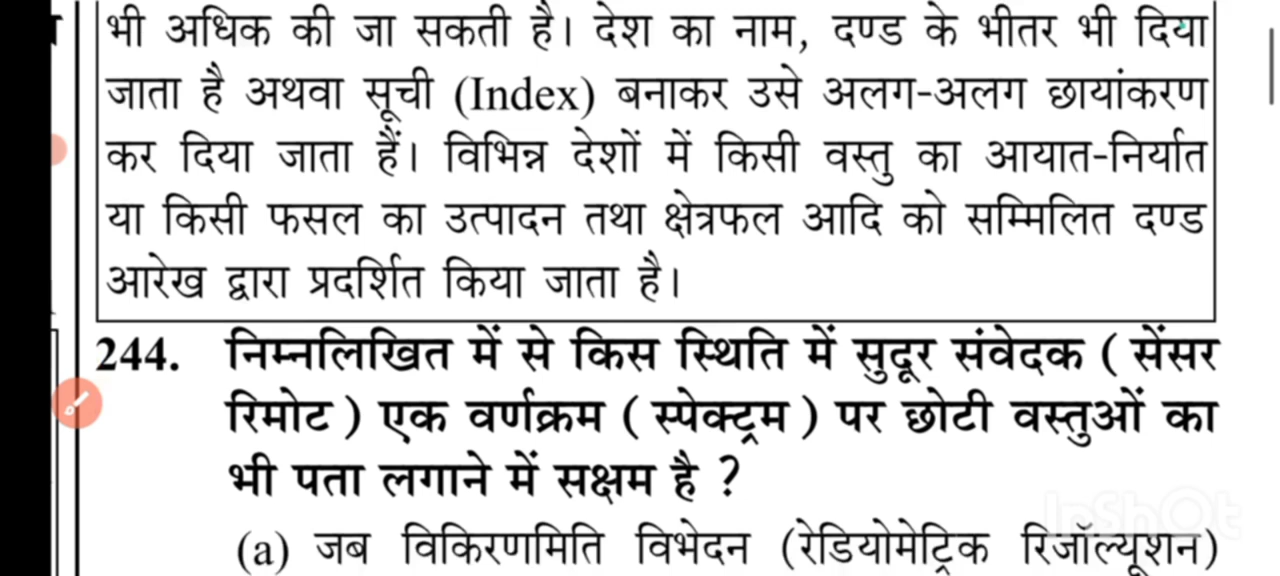 भी अधिक की जा सकती है। देश का नाम, दण्ड के भीतर भी दिया
जाता है अथवा सूची (Index) बनाकर उसे अलग-अलग छायांकरण
कर दिया जाता हैं। विभिन्न देशों में किसी वस्तु का आयात-निर्यात
या किसी फसल का उत्पादन तथा क्षेत्रफल आदि को सम्मिलित दण्ड
आरेख द्वारा प्रदर्शित किया जाता है।
244. निम्नलिखित में से किस स्थिति में सुदूर संवेदक ( सेंसर
रिमोट ) एक वर्णक्रम ( स्पेक्ट्रम ) पर छोटी वस्तुओं का
भी पता लगाने में सक्षम है ?
(a) जब विकिरणमिति विभेदन (रेडियोमेट्रिक रिजॉल्यूशन)
InShOt